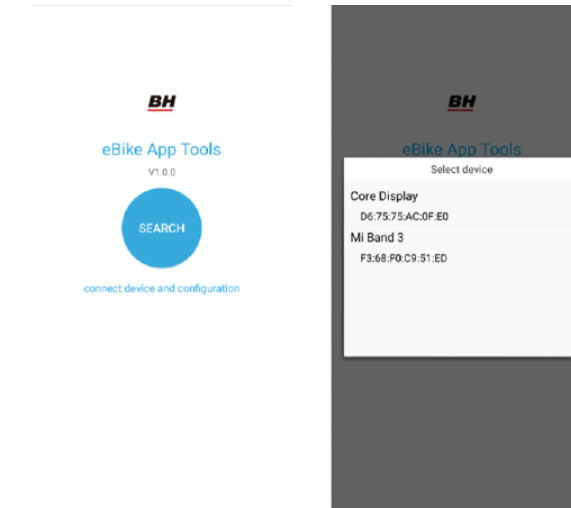 BH
eBike App Tools
V1.0.0
SEARCH
connect device and configuration
BH
eBike App Tools
Select device
Core Display
D6:75:75:AC:0F:E0
Mi Band 3
F3:68:F0:C9:51:ED